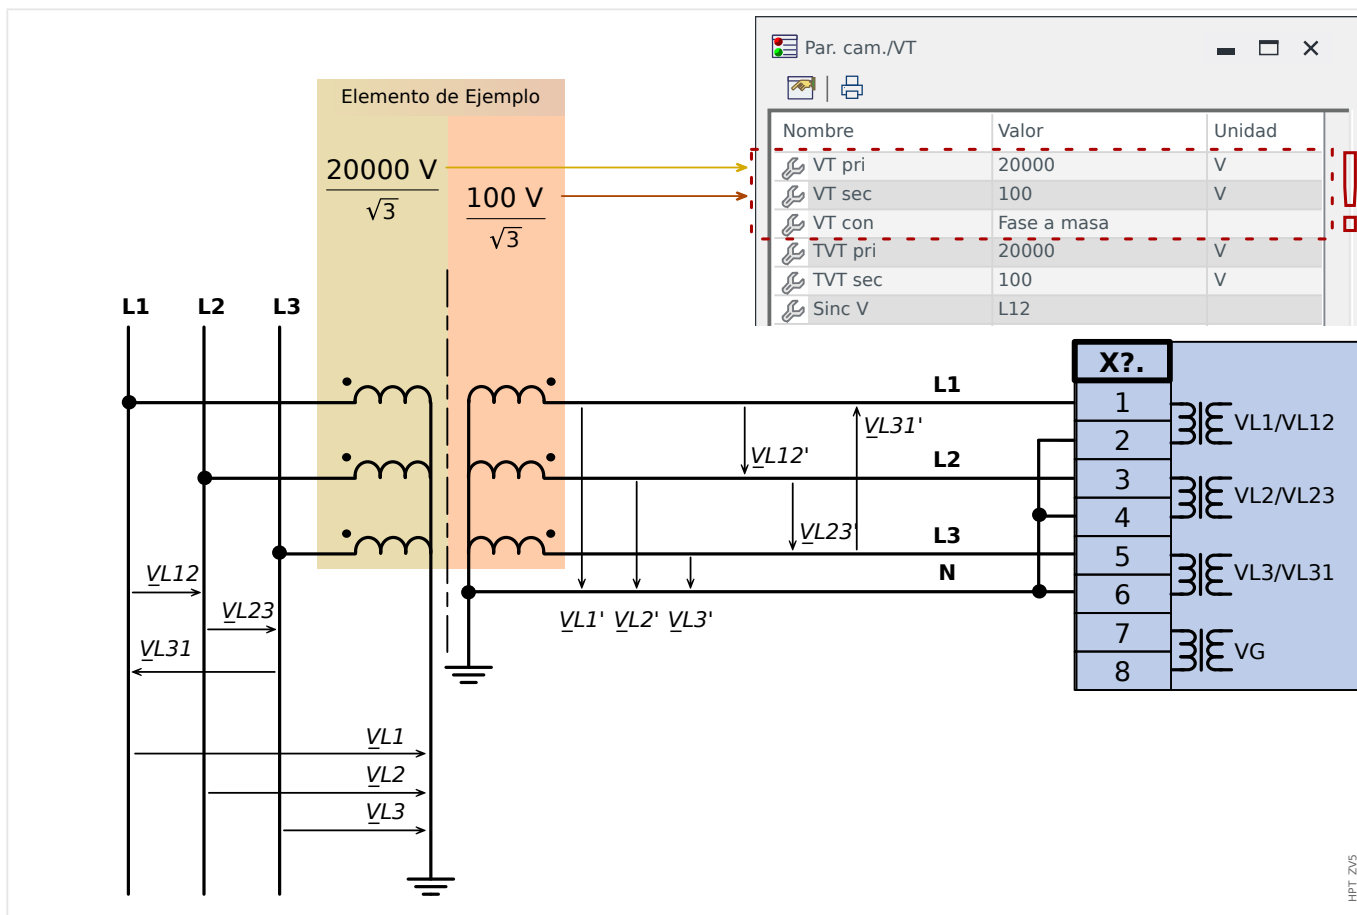 Par. cam./VT
Nombre Valor Unidad
VT pri 20000 V
VT sec 100 V
VT con Fase a masa
TVT pri 20000 V
TVT sec 100 V
Sinc V L12
Elemento de Ejemplo
20000 V
√3
100 V
√3
L1 L2 L3
L1
L2
L3
N
VL12
VL23
VL31
VL1
VL2
VL3
VL1' VL2' VL3'
VL12'
VL23'
VL31'
X?.
1
2
3
4
5
6
7
8
VL1/VL12
VL2/VL23
VL3/VL31
VG
HPT_ZV5